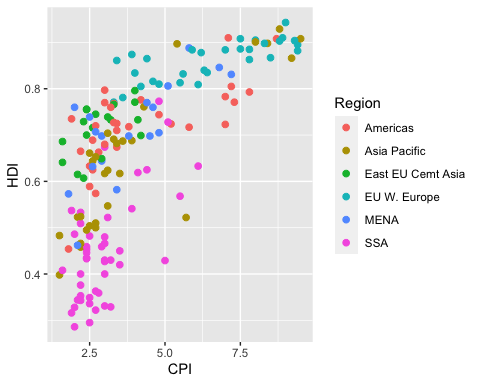 HDI
0.8
0.6
0.4
2.5 5.0 7.5
CPI
Region
Americas
Asia Pacific
East EU Cemt Asia
EU W. Europe
MENA
SSA